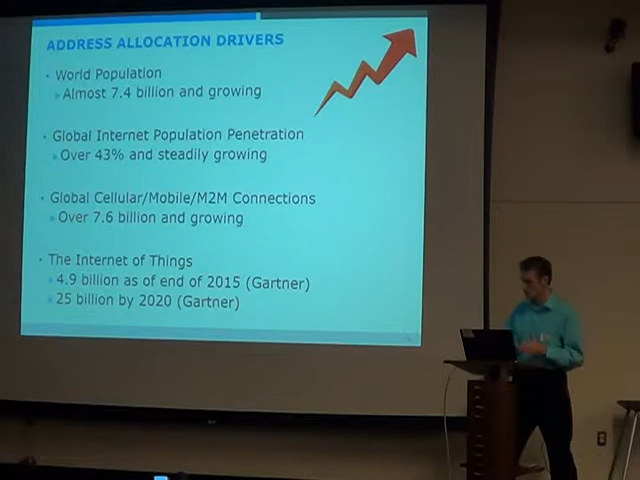 ADDRESS ALLOCATION DRIVERS
World Population
Almost 7.4 billion and growing
Global Internet Population Penetration
Over 43% and steadily growing
Global Cellular/Mobile/M2M Connections
Over 7.6 billion and growing
The Internet of Things
4.9 billion as of end of 2015 (Gartner)
25 billion by 2020 (Gartner)